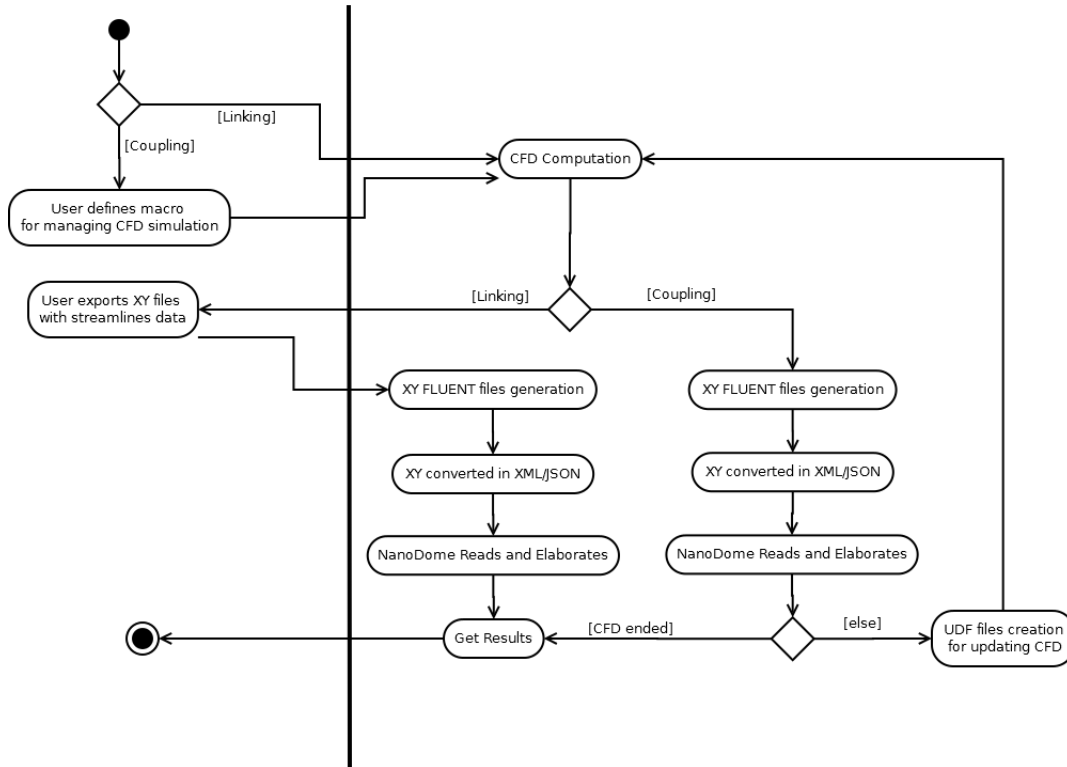 [Linking]
[Coupling]
CFD Computation
User defines macro
for managing CFD simulation
User exports XY files
with streamlines data
[Linking]
[Coupling]
XY FLUENT files generation
XY FLUENT files generation
XY converted in XML/JSON
XY converted in XML/JSON
NanoDome Reads and Elaborates
NanoDome Reads and Elaborates
Get Results
[CFD ended]
[else]
UDF files creation
for updating CFD